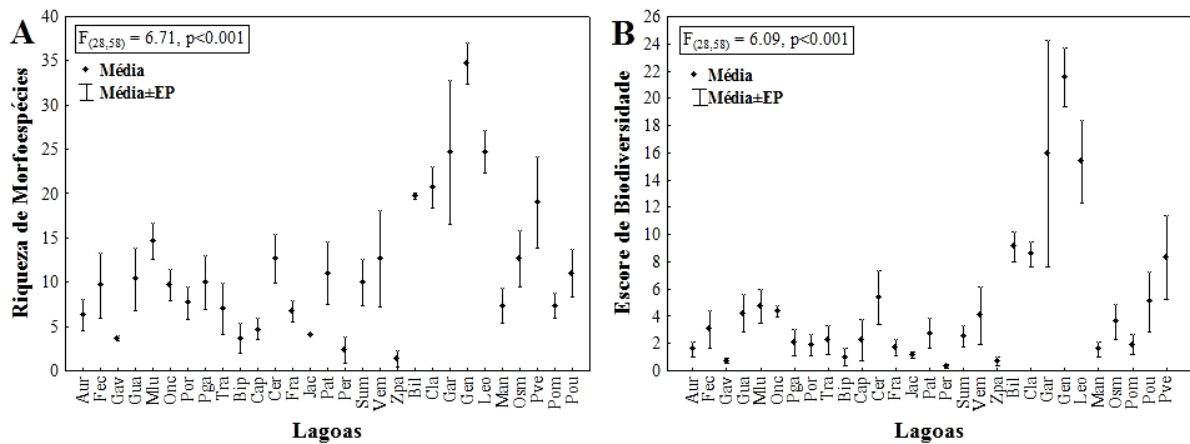 A
F(28,58) = 6.71, p<0.001
Média
Média±EP
Riqueza de Morfoespécies
40
35
30
25
20
15
10
5
0
Aur Fec Gav Gua Mlu Onc Por Pga Tra Bip Cap Cer Fra Jac Pat Per Sum Vem Zpa Bil Cla Gar Gen Leo Man Osm Pve Pom Pou
Lagoas
B
F(28,58) = 6.09, p<0.001
Média
Média±EP
Escore de Biodiversidade
26
24
22
20
18
16
14
12
10
8
6
4
2
0
Aur Fec Gav Gua Mlu Onc Pga Por Tra Bip Cap Cer Fra Jac Pat Per Sum Vem Zpa Bil Cla Gar Gen Leo Man Osm Pom Pou Pve
Lagoas